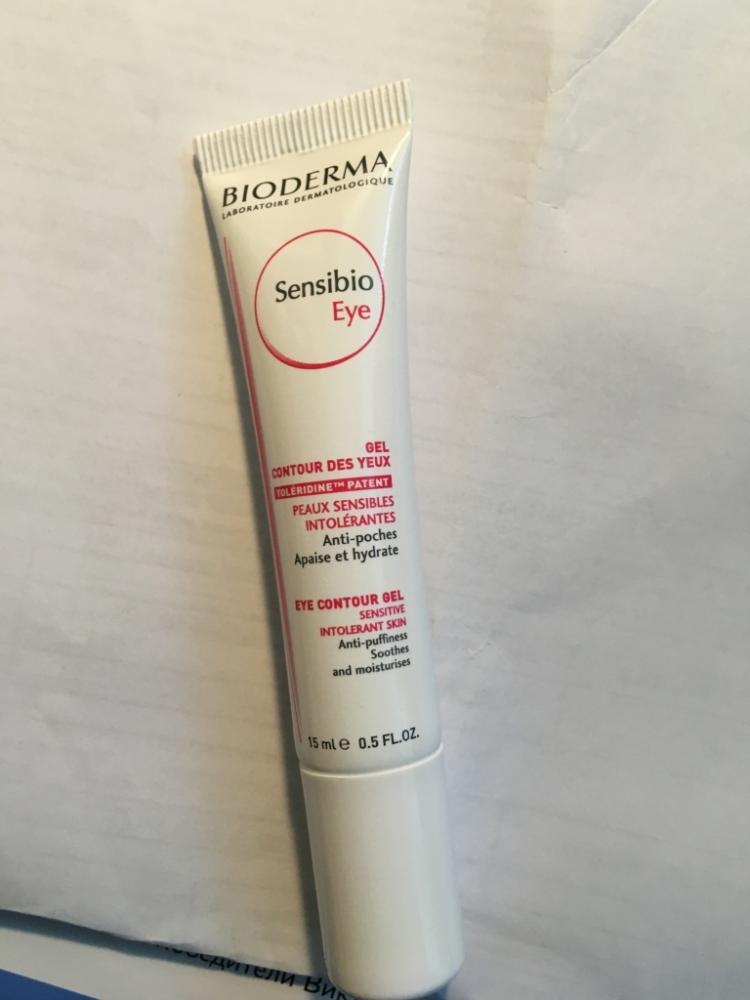 BIODERMA
LABORATOIRE DERMATOLOGIQUE
Sensibio
Eye
GEL
CONTOUR DES YEUX
TOLÉRIDINE™ PATENT
PEAUX SENSIBLES
INTOLÉRANTES
Anti-poches
Apaise et hydrate
EYE CONTOUR GEL
SENSITIVE
INTOLERANT SKIN
Anti-puffiness
Soothes
and moisturises
15 ml e 0.5 FL.OZ.